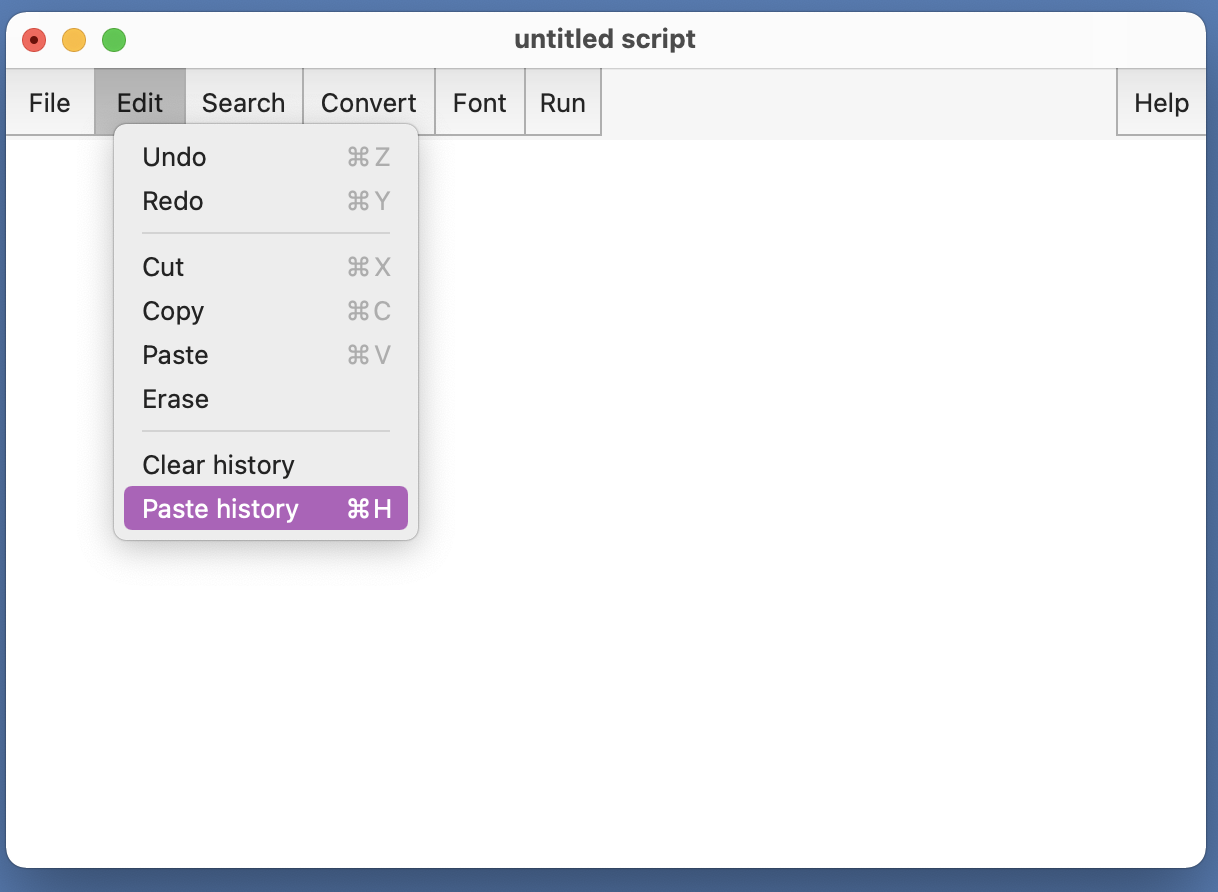 untitled script
File Edit Search Convert Font Run Help
Undo ⌘Z
Redo ⌘Y
Cut ⌘X
Copy ⌘C
Paste ⌘V
Erase
Clear history
Paste history ⌘H